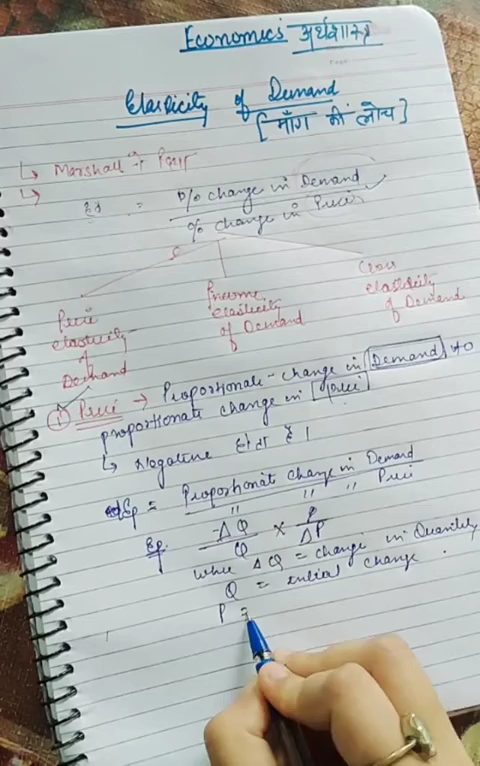 Economics अर्थशास्त्र
Elasticity of Demand
[माँग की लोच]
↳ Marshall ने दिया
↳
= % change in Demand
% change in Price
Price elasticity of Demand
Income elasticity of Demand
Cross elasticity of Demand
① Price → Proportionate change in Demand to
proportionate change in Price
↳ Negative होता है।
Ep = Proportionate change in Demand
" " " Price
Ep. -ΔQ/Q × P/ΔP
where ΔQ = change in Quantity
Q = initial change.
P =